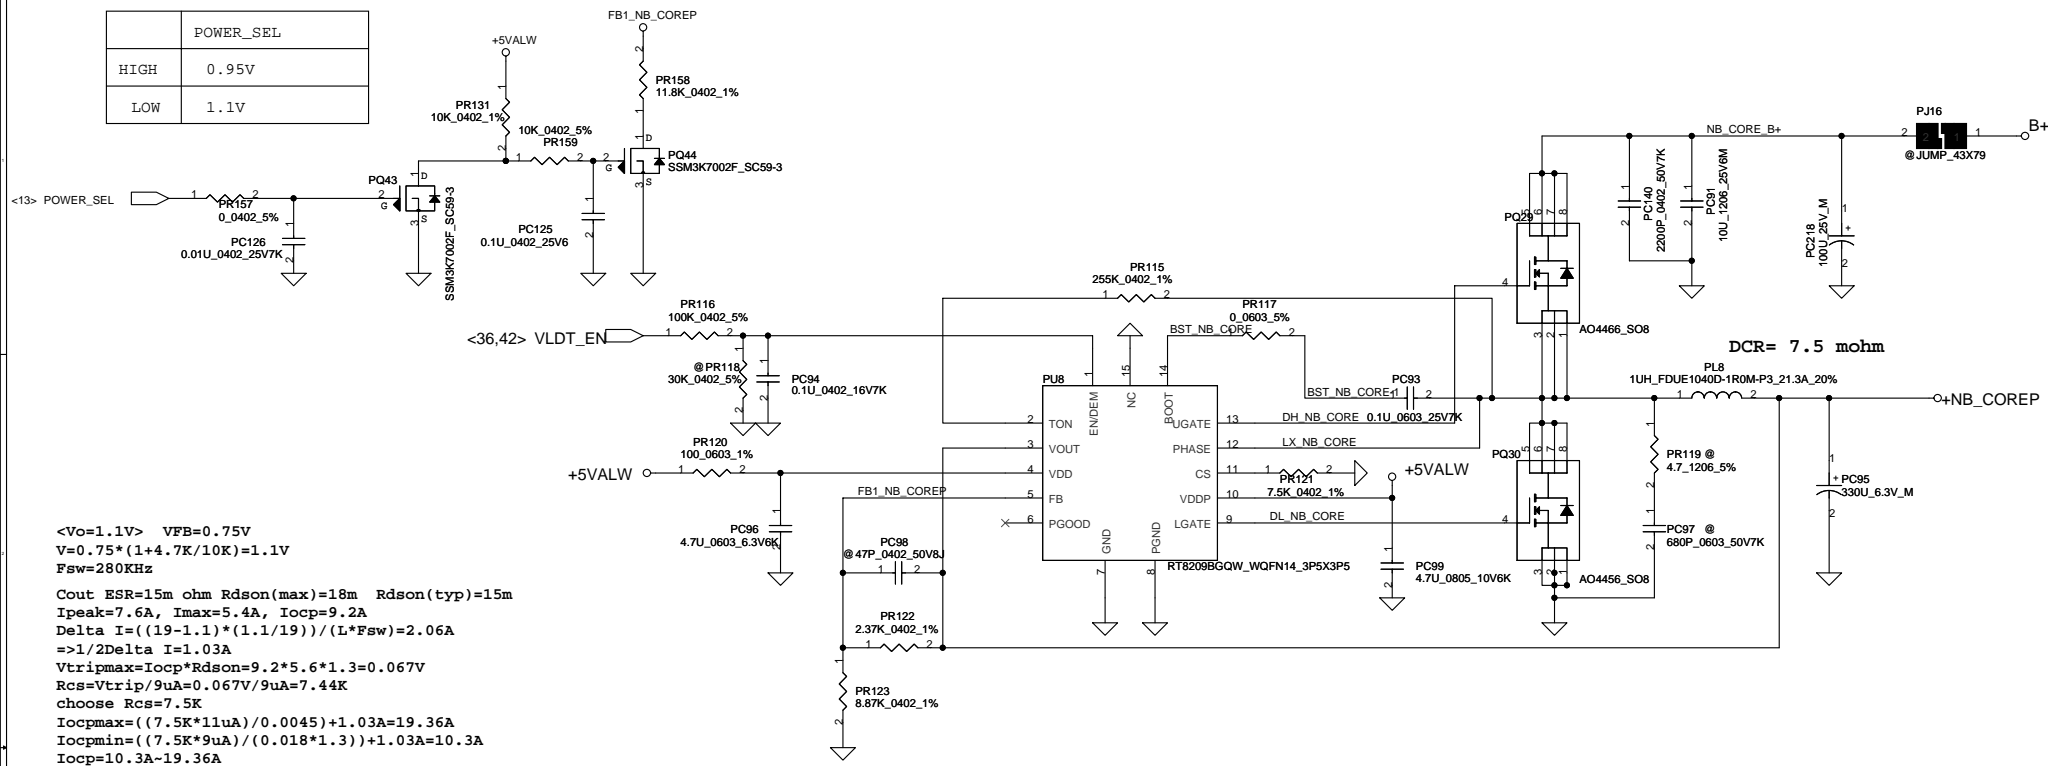 POWER_SEL
HIGH 0.95V
LOW 1.1V
FB1_NB_COREP
+5VALW
PR158
11.8K_0402_1%
PR131
10K_0402_1%
10K_0402_5%
PR159
PQ44
SSM3K7002F_SC59-3
PQ43
SSM3K7002F_SC59-3
<13> POWER_SEL
PR157
0_0402_5%
PC126
0.01U_0402_25V7K
PC125
0.1U_0402_25V6
PJ16
@JUMP_43X79
B+
NB_CORE_B+
PC140
2200P_0402_50V7K
PC91
10U_1206_25V6M
PC218
100U_25V_M
PQ29
AO4466_SO8
PR115
255K_0402_1%
PR116
100K_0402_5%
<36,42> VLDT_EN
@PR118
30K_0402_5%
PC94
0.1U_0402_16V7K
BST_NB_CORE
PR117
0_0603_5%
BST_NB_CORE-1
PC93
0.1U_0603_25V7K
DCR= 7.5 mohm
PL8
1UH_FDUE1040D-1R0M-P3_21.3A_20%
+NB_COREP
PU8
EN/DEM
NC
BOOT
TON
VOUT
VDD
FB
PGOOD
GND
PGND
UGATE
PHASE
CS
VDDP
LGATE
RT8209BGQW_WQFN14_3P5X3P5
DH_NB_CORE
LX_NB_CORE
DL_NB_CORE
PR121
7.5K_0402_1%
+5VALW
PC99
4.7U_0805_10V6K
PQ30
AO4456_SO8
PR119 @
4.7_1206_5%
PC97 @
680P_0603_50V7K
PC95
330U_6.3V_M
PR120
100_0603_1%
+5VALW
PC96
4.7U_0603_6.3V6K
FB1_NB_COREP
PC98
@47P_0402_50V8J
PR122
2.37K_0402_1%
PR123
8.87K_0402_1%
<Vo=1.1V> VFB=0.75V
V=0.75*(1+4.7K/10K)=1.1V
Fsw=280KHz
Cout ESR=15m ohm Rdson(max)=18m Rdson(typ)=15m
Ipeak=7.6A, Imax=5.4A, Iocp=9.2A
Delta I=((19-1.1)*(1.1/19))/(L*Fsw)=2.06A
=>1/2Delta I=1.03A
Vtripmax=Iocp*Rdson=9.2*5.6*1.3=0.067V
Rcs=Vtrip/9uA=0.067V/9uA=7.44K
choose Rcs=7.5K
Iocpmax=((7.5K*11uA)/0.0045)+1.03A=19.36A
Iocpmin=((7.5K*9uA)/(0.018*1.3))+1.03A=10.3A
Iocp=10.3A~19.36A